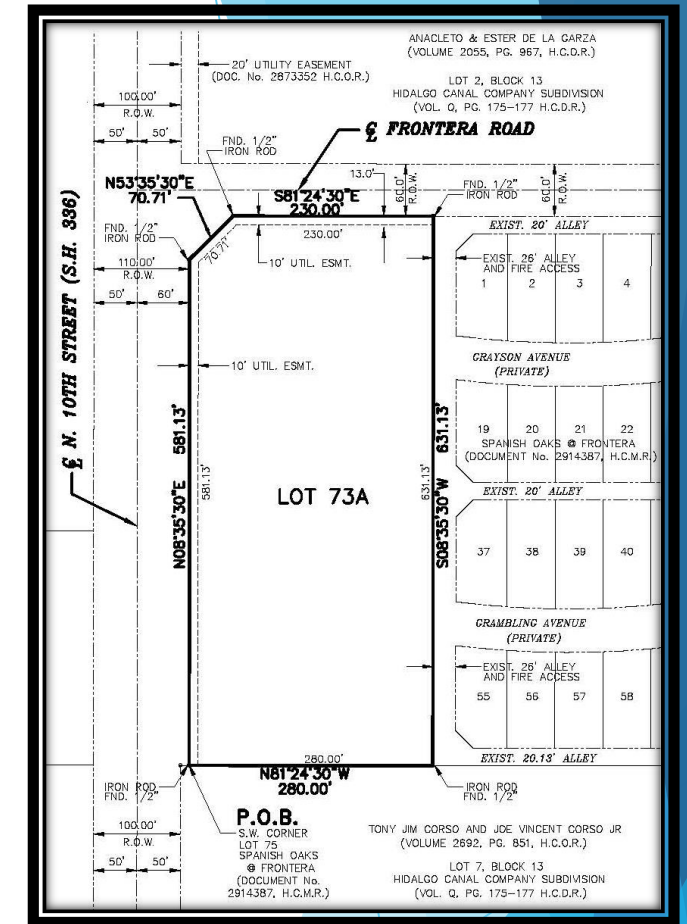 ANACLETO & ESTER DE LA GARZA
(VOLUME 2055, PG. 967, H.C.D.R.)
20' UTILITY EASEMENT
(DOC. No. 2873352 H.C.O.R.)
LOT 2, BLOCK 13
HIDALGO CANAL COMPANY SUBDIVISION
(VOL. Q, PG. 175-177 H.C.D.R.)
100.00'
R.O.W.
50'
50'
℄ FRONTERA ROAD
FND. 1/2"
IRON ROD
13.0'
60.0'
R.O.W.
60.0'
R.O.W.
N53°35'30"E
70.71'
S81°24'30"E
230.00'
FND. 1/2"
IRON ROD
FND. 1/2"
IRON ROD
70.71'
230.00'
EXIST. 20' ALLEY
110.00'
R.O.W.
50'
60'
10' UTIL. ESMT.
EXIST. 26' ALLEY
AND FIRE ACCESS
1
2
3
4
℄ N. 10TH STREET (S.H. 336)
10' UTIL. ESMT.
GRAYSON AVENUE
(PRIVATE)
N08°35'30"E 581.13'
581.13'
631.13'
S08°35'30"W 631.13'
19
20
21
22
SPANISH OAKS @ FRONTERA
(DOCUMENT No. 2914387, H.C.M.R.)
EXIST. 20' ALLEY
LOT 73A
37
38
39
40
GRAMBLING AVENUE
(PRIVATE)
EXIST. 26' ALLEY
AND FIRE ACCESS
55
56
57
58
280.00'
N81°24'30"W
280.00'
EXIST. 20.13' ALLEY
IRON ROD
FND. 1/2"
IRON ROD
FND. 1/2"
P.O.B.
S.W. CORNER
LOT 75
SPANISH OAKS
@ FRONTERA
(DOCUMENT No.
2914387, H.C.M.R.)
100.00'
R.O.W.
50'
50'
TONY JIM CORSO AND JOE VINCENT CORSO JR
(VOLUME 2692, PG. 851, H.C.O.R.)
LOT 7, BLOCK 13
HIDALGO CANAL COMPANY SUBDIVISION
(VOL. Q, PG. 175-177 H.C.D.R.)